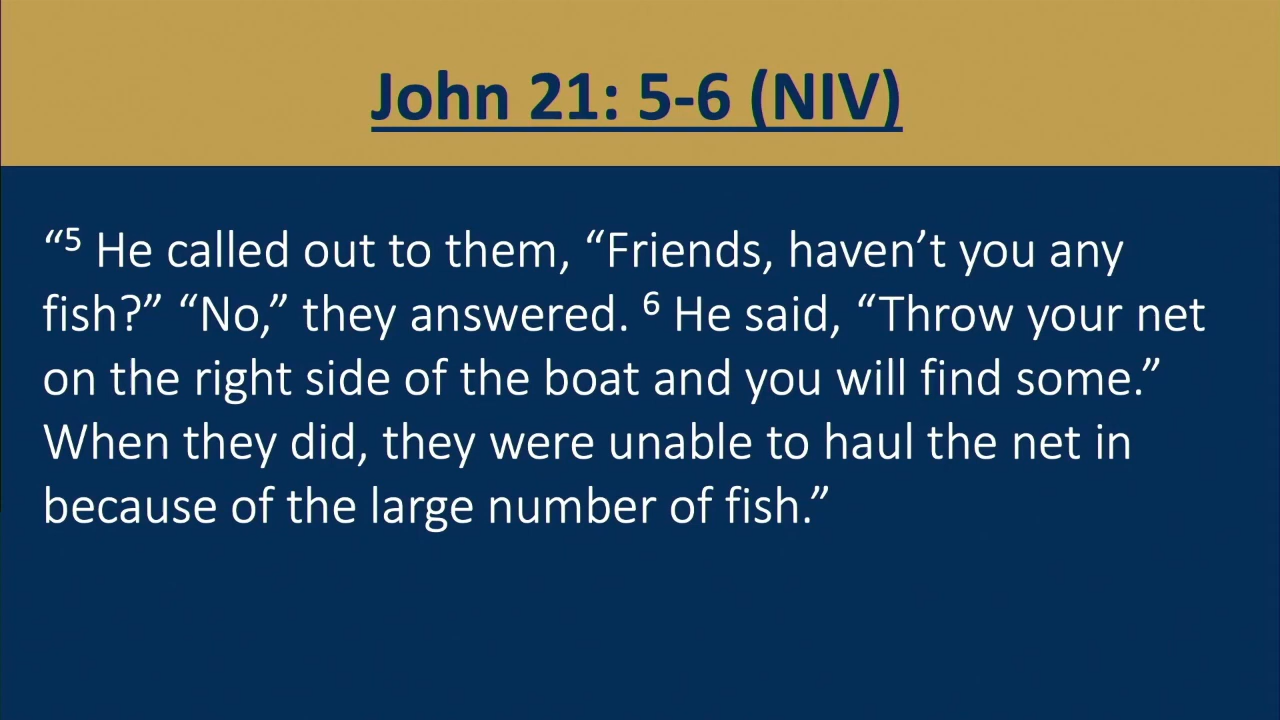 John 21: 5-6 (NIV)
“⁵ He called out to them, “Friends, haven’t you any
fish?” “No,” they answered. ⁶ He said, “Throw your net
on the right side of the boat and you will find some.”
When they did, they were unable to haul the net in
because of the large number of fish.”